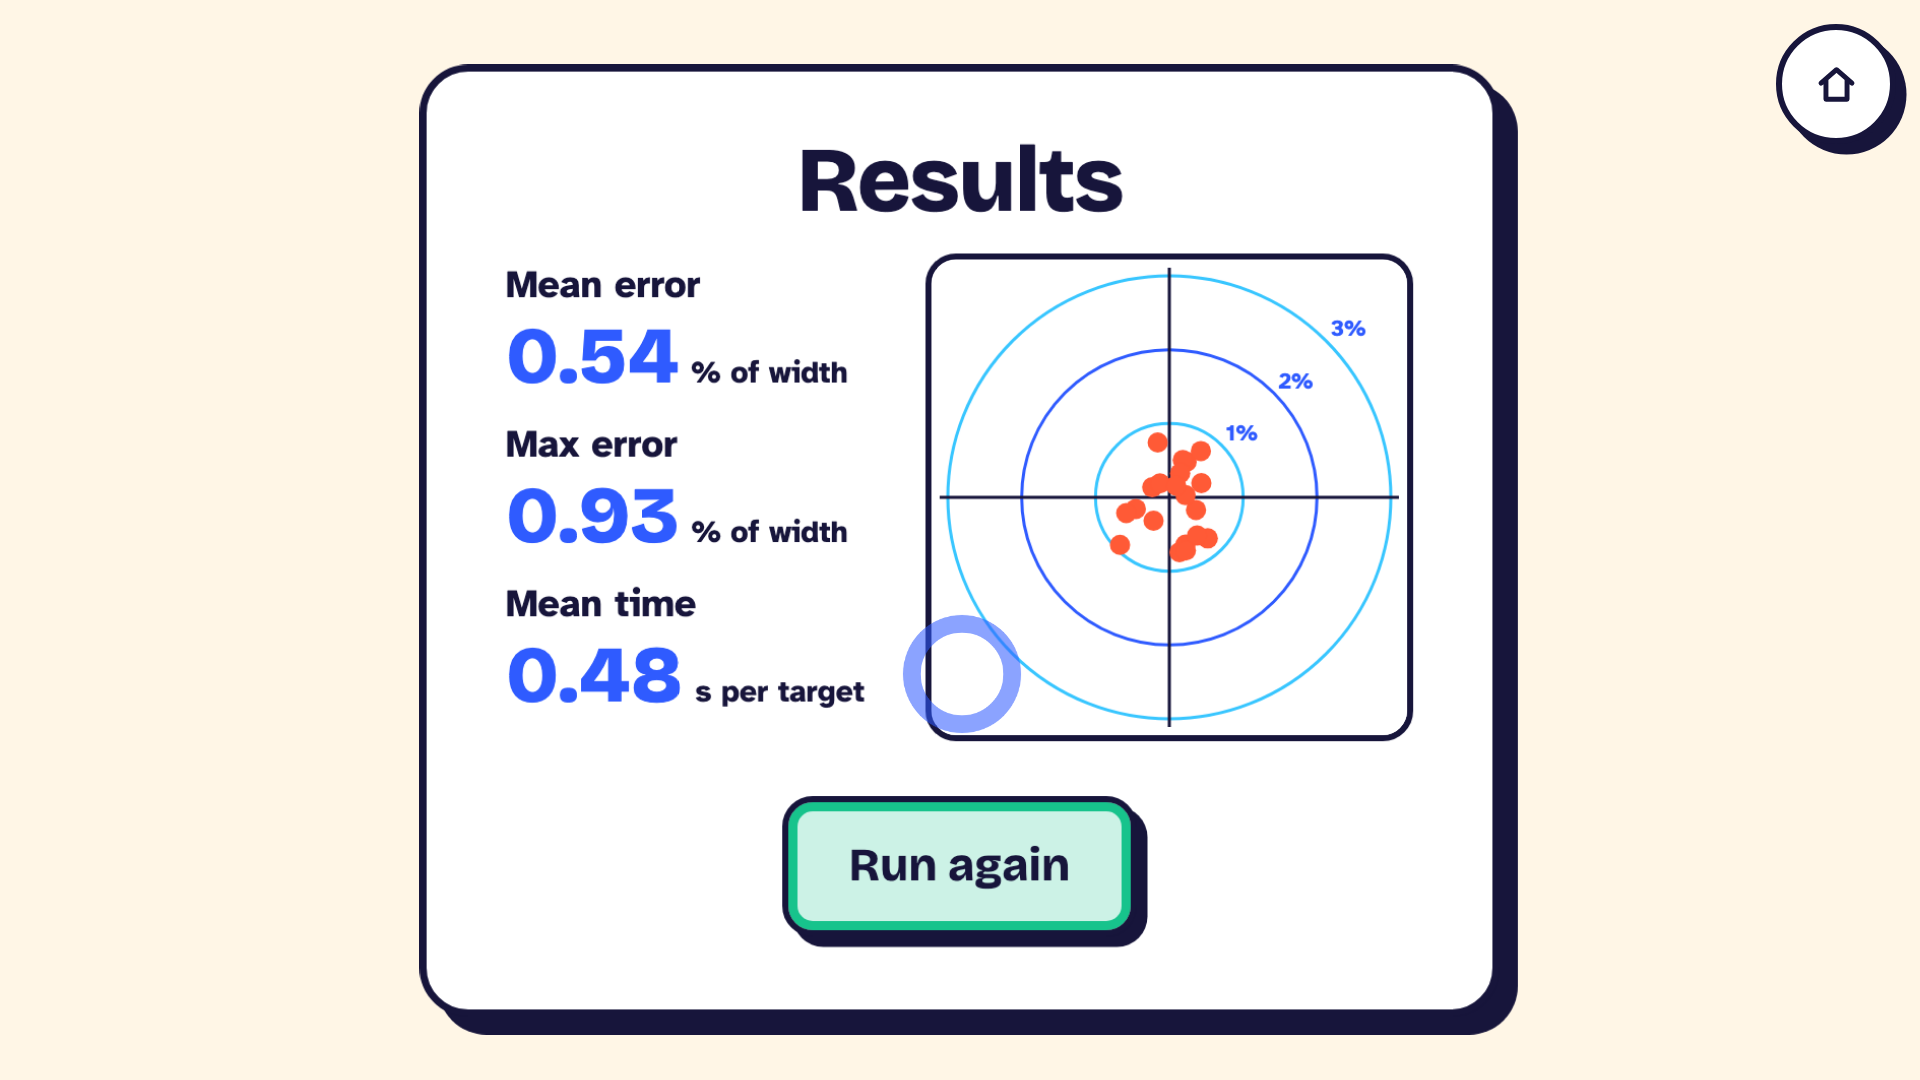 Results
Mean error
0.54 % of width
Max error
0.93 % of width
Mean time
0.48 s per target
3%
2%
1%
Run again